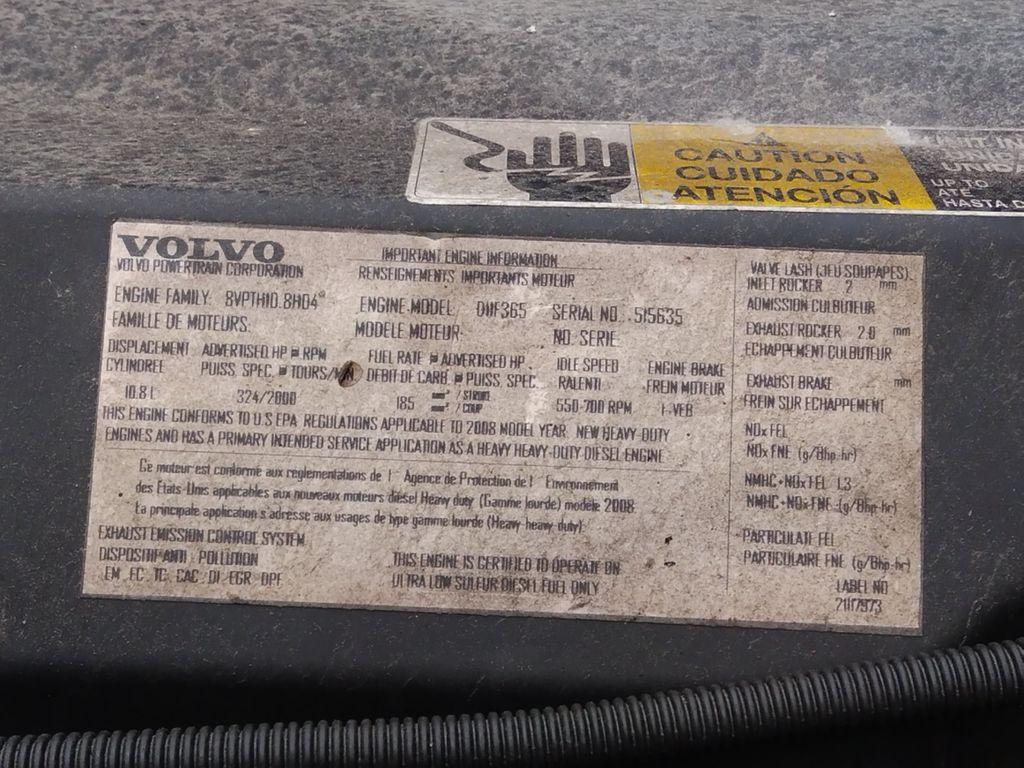 CAUTION
CUIDADO
ATENCIÓN
UP TO
ATE
HASTA
VOLVO
VOLVO POWERTRAIN CORPORATION
IMPORTANT ENGINE INFORMATION
RENSEIGNEMENTS IMPORTANTS MOTEUR
ENGINE FAMILY: 8VPTH10.8H04
FAMILLE DE MOTEURS:
ENGINE MODEL D11F365
MODELE MOTEUR:
SERIAL NO. 515635
NO. SERIE:
DISPLACEMENT
CYLINDREE
10.8 L
ADVERTISED HP @ RPM
PUISS. SPEC. @ TOURS/
324/2000
FUEL RATE @ ADVERTISED HP.
DEBIT DE CARB. @ PUISS. SPEC.
185 / STROKE
/ COUP
IDLE SPEED
RALENTI
550-700 RPM
ENGINE BRAKE
FREIN MOTEUR
I-VEB
THIS ENGINE CONFORMS TO U.S EPA REGULATIONS APPLICABLE TO 2008 MODEL YEAR NEW HEAVY-DUTY
ENGINES AND HAS A PRIMARY INTENDED SERVICE APPLICATION AS A HEAVY HEAVY-DUTY DIESEL ENGINE
Ce moteur est conforme aux reglementations de l' Agence de Protection de l' Environnement
des Etats-Unis applicables aux nouveaux moteurs diesel Heavy duty (Gamme lourde) modele 2008
La principale application s'adresse aux usages de type gamme lourde (Heavy heavy-duty)
EXHAUST EMISSION CONTROL SYSTEM
DISPOSITIF ANTI POLLUTION
EM, EC, TC, CAC, DI, EGR, DPF
THIS ENGINE IS CERTIFIED TO OPERATE ON
ULTRA LOW SULFUR DIESEL FUEL ONLY
VALVE LASH (JEU SOUPAPES)
INLET ROCKER .2 mm
ADMISSION CULBUTEUR
EXHAUST ROCKER 2.0 mm
ECHAPPEMENT CULBUTEUR
EXHAUST BRAKE mm
FREIN SUR ECHAPPEMENT
NOx FEL
NOx FNE (g/Bhp-hr)
NMHC+NOx FEL 1.3
NMHC+NOx FNE (g/Bhp-hr)
PARTICULATE FEL
PARTICULAIRE FNE (g/Bhp-hr)
LABEL NO
21117973